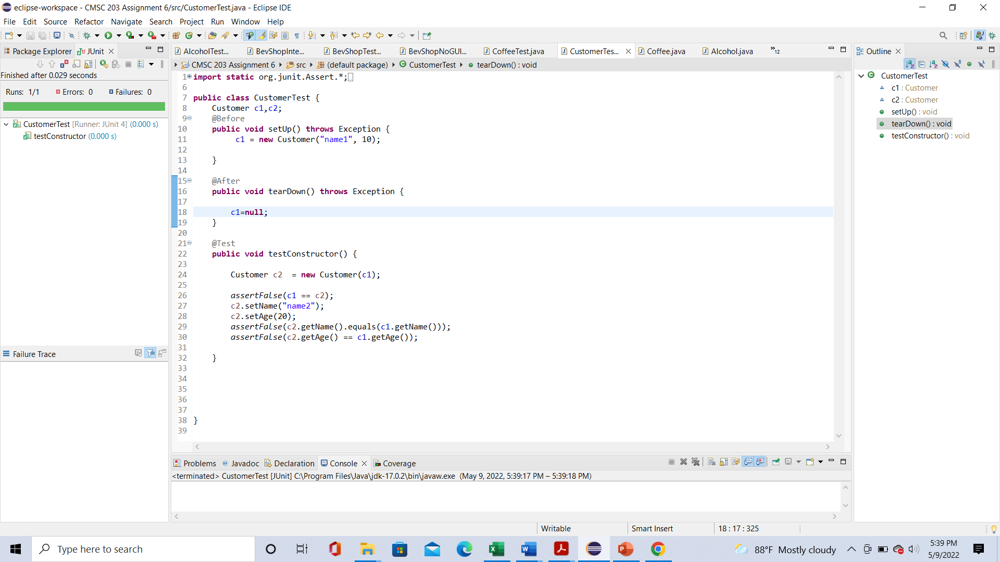 eclipse-workspace - CMSC 203 Assignment 6/src/CustomerTest.java - Eclipse IDE
File Edit Source Refactor Navigate Search Project Run Window Help
Package Explorer JUnit
Finished after 0.029 seconds
Runs: 1/1 Errors: 0 Failures: 0
CustomerTest [Runner: JUnit 4] (0.000 s)
testConstructor (0.000 s)
Failure Trace
AlcoholTest... BevShopInte... BevShopTest... BevShopNoGUI... CoffeeTest.java CustomerTes... Coffee.java Alcohol.java »12
CMSC 203 Assignment 6 src (default package) CustomerTest tearDown() : void
1 import static org.junit.Assert.*;
6
7 public class CustomerTest {
8 Customer c1,c2;
9 @Before
10 public void setUp() throws Exception {
11 c1 = new Customer("name1", 10);
12
13 }
14
15 @After
16 public void tearDown() throws Exception {
17
18 c1=null;
19 }
20
21 @Test
22 public void testConstructor() {
23
24 Customer c2  = new Customer(c1);
25
26 assertFalse(c1 == c2);
27 c2.setName("name2");
28 c2.setAge(20);
29 assertFalse(c2.getName().equals(c1.getName()));
30 assertFalse(c2.getAge() == c1.getAge());
31
32 }
33
34
35
36
37
38 }
39
Outline
CustomerTest
c1 : Customer
c2 : Customer
setUp() : void
tearDown() : void
testConstructor() : void
Problems @ Javadoc Declaration Console Coverage
<terminated> CustomerTest [JUnit] C:\Program Files\Java\jdk-17.0.2\bin\javaw.exe (May 9, 2022, 5:39:17 PM – 5:39:18 PM)
Writable Smart Insert 18 : 17 : 325
Type here to search
88°F Mostly cloudy
5:39 PM
5/9/2022